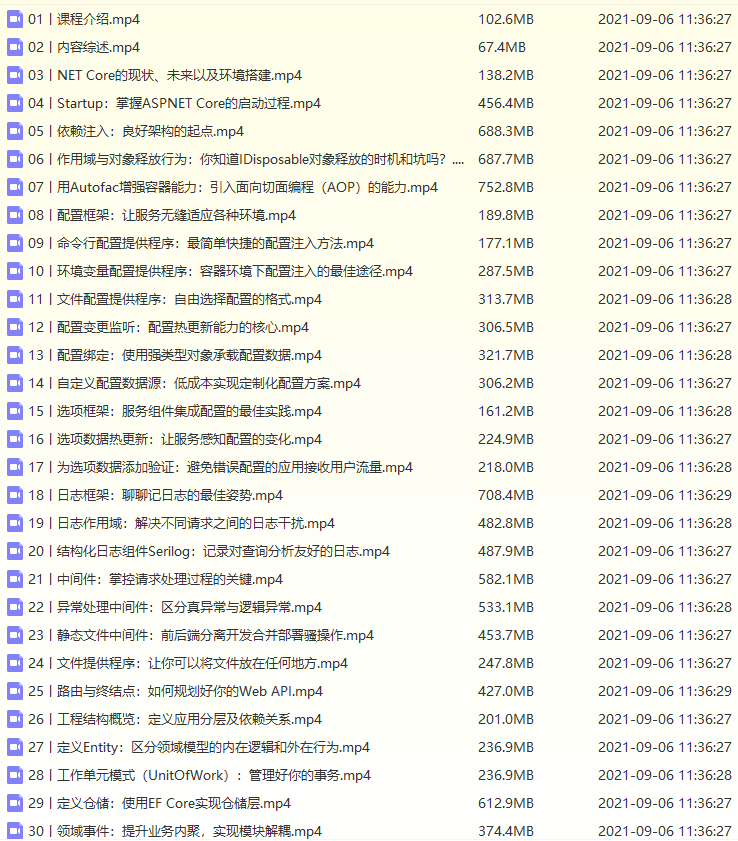 01丨课程介绍.mp4 102.6MB 2021-09-06 11:36:27
02丨内容综述.mp4 67.4MB 2021-09-06 11:36:27
03丨NET Core的现状、未来以及环境搭建.mp4 138.2MB 2021-09-06 11:36:27
04丨Startup：掌握ASPNET Core的启动过程.mp4 456.4MB 2021-09-06 11:36:27
05丨依赖注入：良好架构的起点.mp4 688.3MB 2021-09-06 11:36:27
06丨作用域与对象释放行为：你知道IDisposable对象释放的时机和坑吗？.... 687.7MB 2021-09-06 11:36:27
07丨用Autofac增强容器能力：引入面向切面编程（AOP）的能力.mp4 752.8MB 2021-09-06 11:36:27
08丨配置框架：让服务无缝适应各种环境.mp4 189.8MB 2021-09-06 11:36:27
09丨命令行配置提供程序：最简单快捷的配置注入方法.mp4 177.1MB 2021-09-06 11:36:27
10丨环境变量配置提供程序：容器环境下配置注入的最佳途径.mp4 287.5MB 2021-09-06 11:36:27
11丨文件配置提供程序：自由选择配置的格式.mp4 313.7MB 2021-09-06 11:36:28
12丨配置变更监听：配置热更新能力的核心.mp4 306.5MB 2021-09-06 11:36:27
13丨配置绑定：使用强类型对象承载配置数据.mp4 321.7MB 2021-09-06 11:36:28
14丨自定义配置数据源：低成本实现定制化配置方案.mp4 306.2MB 2021-09-06 11:36:27
15丨选项框架：服务组件集成配置的最佳实践.mp4 161.2MB 2021-09-06 11:36:28
16丨选项数据热更新：让服务感知配置的变化.mp4 224.9MB 2021-09-06 11:36:27
17丨为选项数据添加验证：避免错误配置的应用接收用户流量.mp4 218.0MB 2021-09-06 11:36:28
18丨日志框架：聊聊记日志的最佳姿势.mp4 708.4MB 2021-09-06 11:36:29
19丨日志作用域：解决不同请求之间的日志干扰.mp4 482.8MB 2021-09-06 11:36:28
20丨结构化日志组件Serilog：记录对查询分析友好的日志.mp4 487.9MB 2021-09-06 11:36:27
21丨中间件：掌控请求处理过程的关键.mp4 582.1MB 2021-09-06 11:36:27
22丨异常处理中间件：区分真异常与逻辑异常.mp4 533.1MB 2021-09-06 11:36:28
23丨静态文件中间件：前后端分离开发合并部署骚操作.mp4 453.7MB 2021-09-06 11:36:27
24丨文件提供程序：让你可以将文件放在任何地方.mp4 247.8MB 2021-09-06 11:36:27
25丨路由与终结点：如何规划好你的Web API.mp4 427.0MB 2021-09-06 11:36:29
26丨工程结构概览：定义应用分层及依赖关系.mp4 201.0MB 2021-09-06 11:36:27
27丨定义Entity：区分领域模型的内在逻辑和外在行为.mp4 236.9MB 2021-09-06 11:36:27
28丨工作单元模式（UnitOfWork）：管理好你的事务.mp4 236.9MB 2021-09-06 11:36:28
29丨定义仓储：使用EF Core实现仓储层.mp4 612.9MB 2021-09-06 11:36:27
30丨领域事件：提升业务内聚，实现模块解耦.mp4 374.4MB 2021-09-06 11:36:27